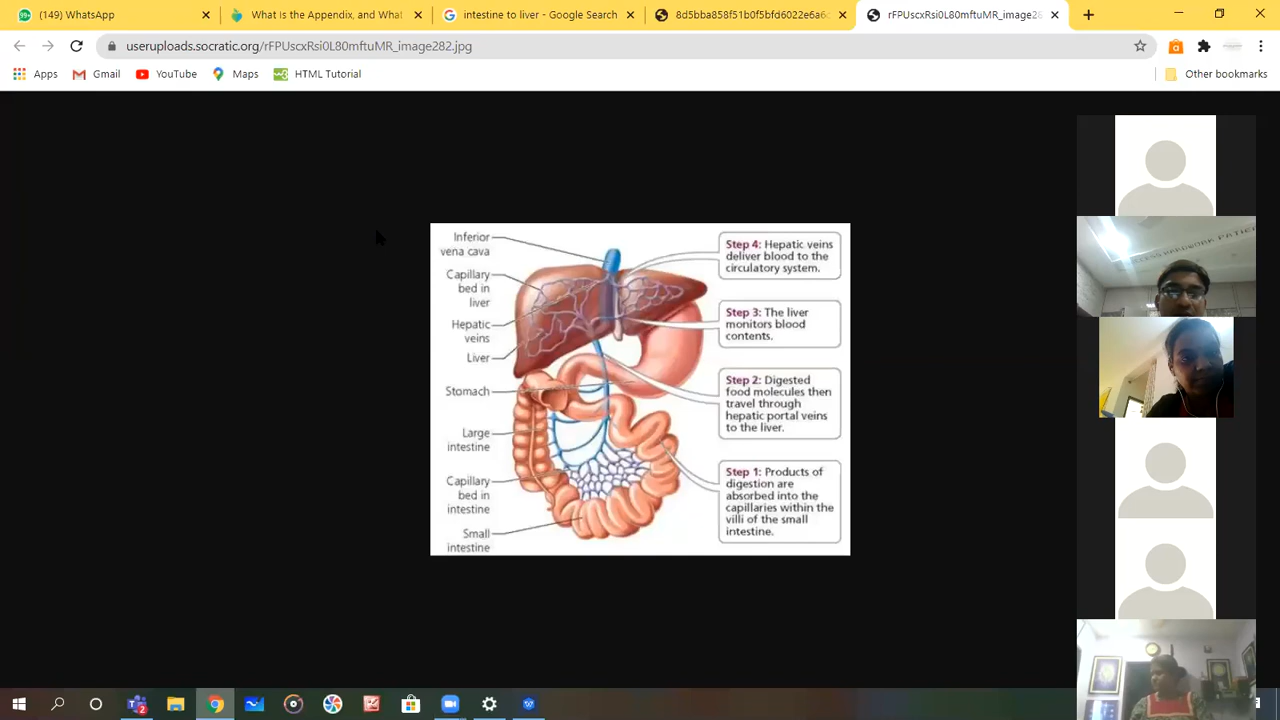 99+ (149) WhatsApp
What Is the Appendix, and What
intestine to liver - Google Search
8d5bba858f51b0f5bfd6022e6a6c
rFPUscxRsi0L80mftuMR_image282
useruploads.socratic.org/rFPUscxRsi0L80mftuMR_image282.jpg
Apps Gmail YouTube Maps HTML Tutorial Other bookmarks
Inferior
vena cava
Capillary
bed in
liver
Hepatic
veins
Liver
Stomach
Large
intestine
Capillary
bed in
intestine
Small
intestine
Step 4: Hepatic veins
deliver blood to the
circulatory system.
Step 3: The liver
monitors blood
contents.
Step 2: Digested
food molecules then
travel through
hepatic portal veins
to the liver.
Step 1: Products of
digestion are
absorbed into the
capillaries within the
villi of the small
intestine.